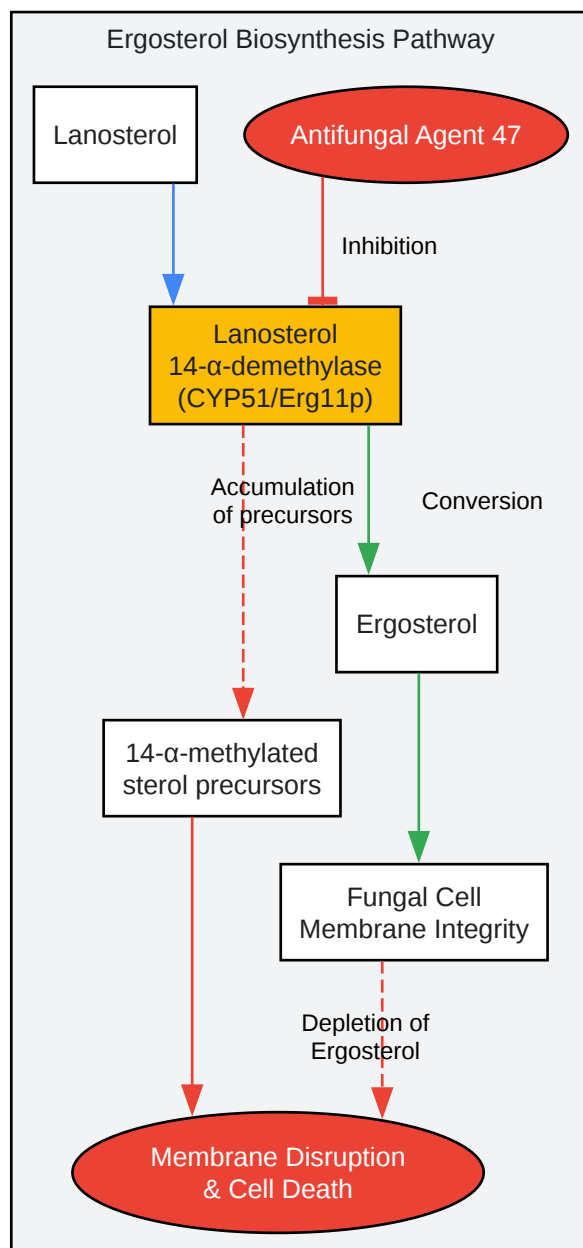 Ergosterol Biosynthesis Pathway
Lanosterol
Antifungal Agent 47
Inhibition
Lanosterol
14-α-demethylase
(CYP51/Erg11p)
Accumulation
of precursors
Conversion
Ergosterol
14-α-methylated
sterol precursors
Fungal Cell
Membrane Integrity
Depletion of
Ergosterol
Membrane Disruption
& Cell Death